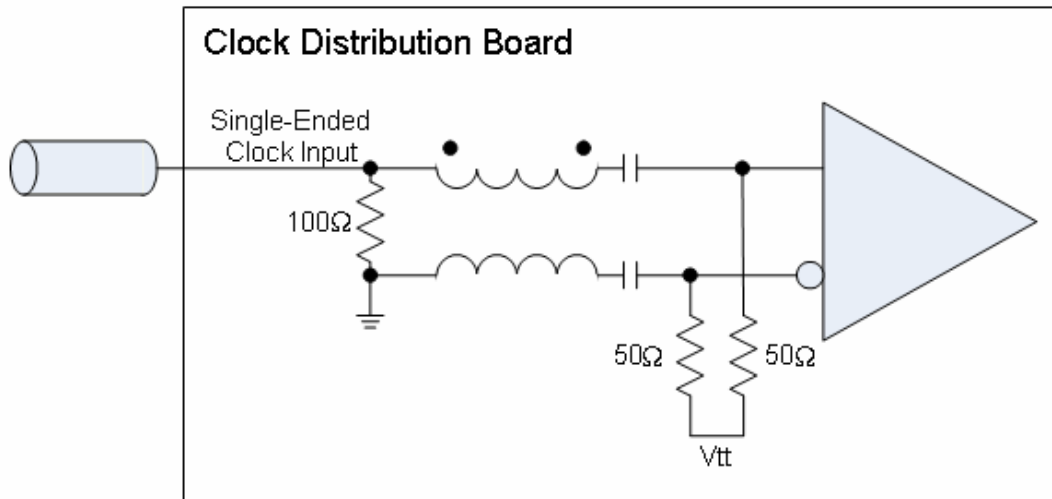 Clock Distribution Board
Single-Ended
Clock Input
100Ω
50Ω
50Ω
Vtt